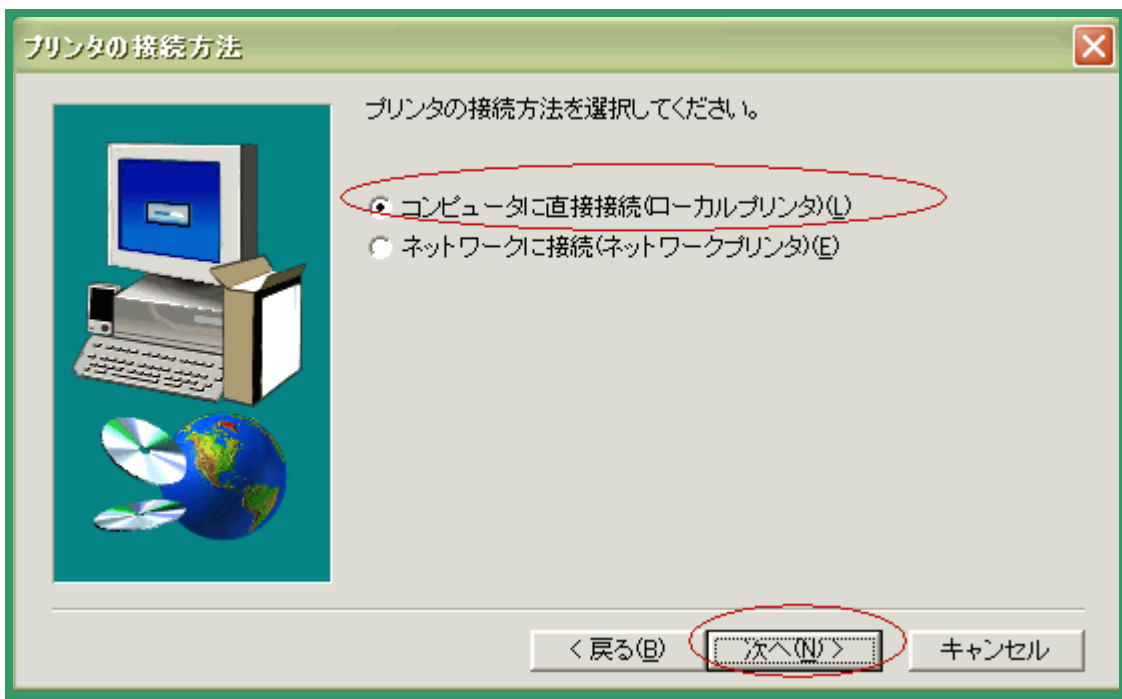 プリンタの接続方法
プリンタの接続方法を選択してください。
コンピュータに直接接続(ローカルプリンタ)(L)
ネットワークに接続(ネットワークプリンタ)(E)
< 戻る(B) 次へ(N) > キャンセル